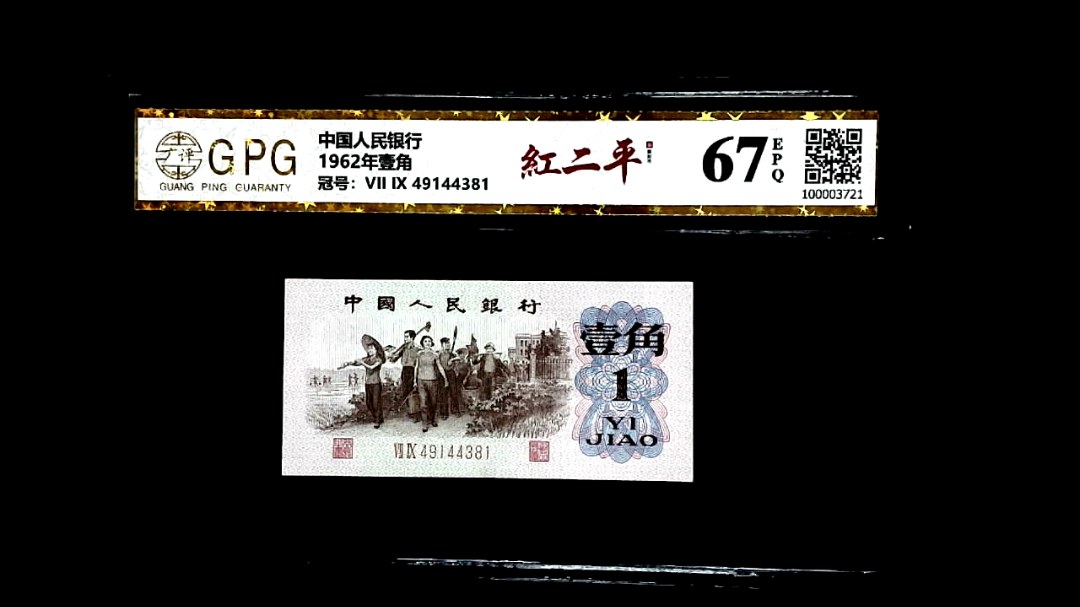 广评
GPG
GUANG PING GUARANTY
中国人民银行
1962年壹角
冠号: VII IX 49144381
紅二平
67
EPQ
100003721
中國人民銀行
壹角
1
YI
JIAO
VII IX 49144381